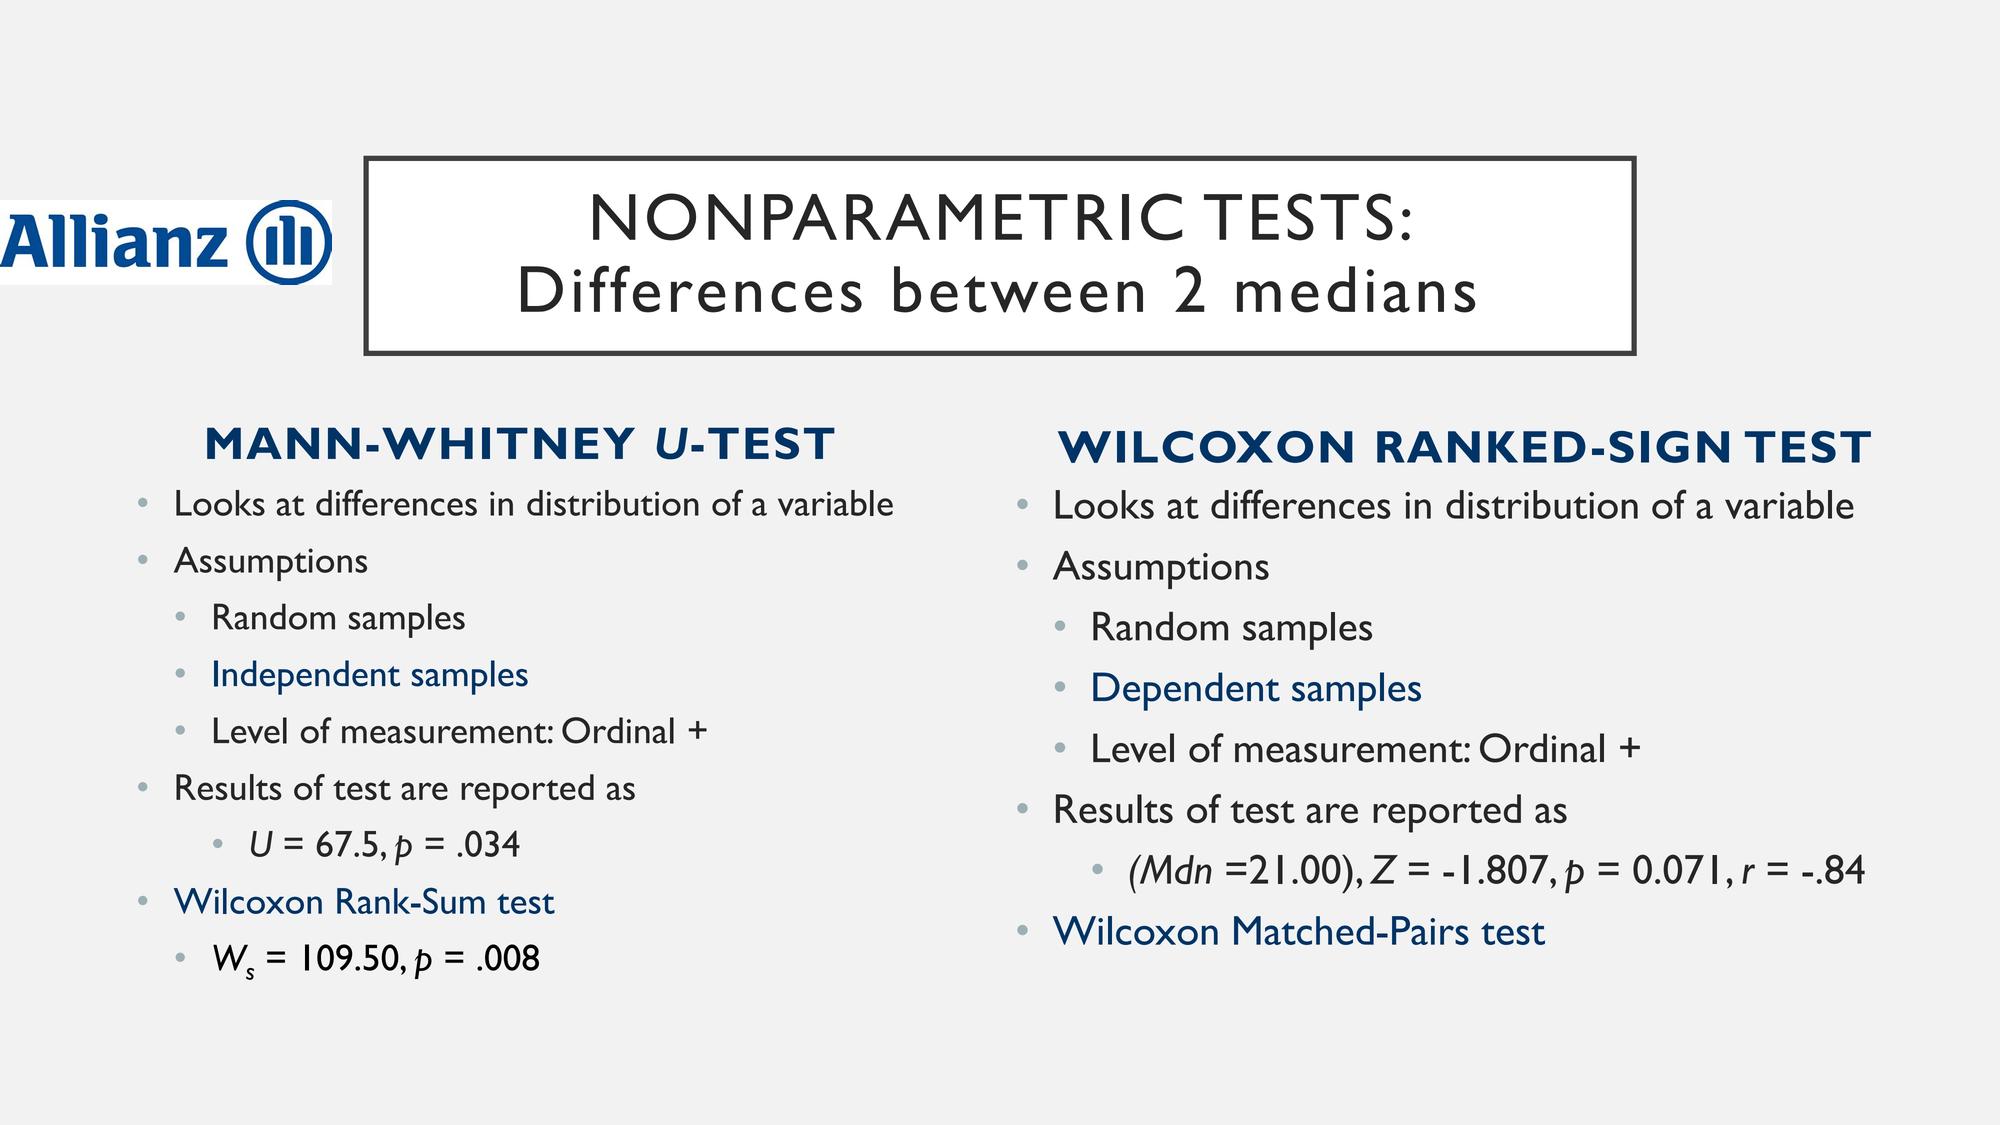 Allianz
NONPARAMETRIC TESTS:
Differences between 2 medians
MANN-WHITNEY U-TEST
• Looks at differences in distribution of a variable
• Assumptions
• Random samples
• Independent samples
• Level of measurement: Ordinal +
• Results of test are reported as
• U = 67.5, p = .034
• Wilcoxon Rank-Sum test
• Ws = 109.50, p = .008
WILCOXON RANKED-SIGN TEST
• Looks at differences in distribution of a variable
• Assumptions
• Random samples
• Dependent samples
• Level of measurement: Ordinal +
• Results of test are reported as
• (Mdn =21.00), Z = -1.807, p = 0.071, r = -.84
• Wilcoxon Matched-Pairs test